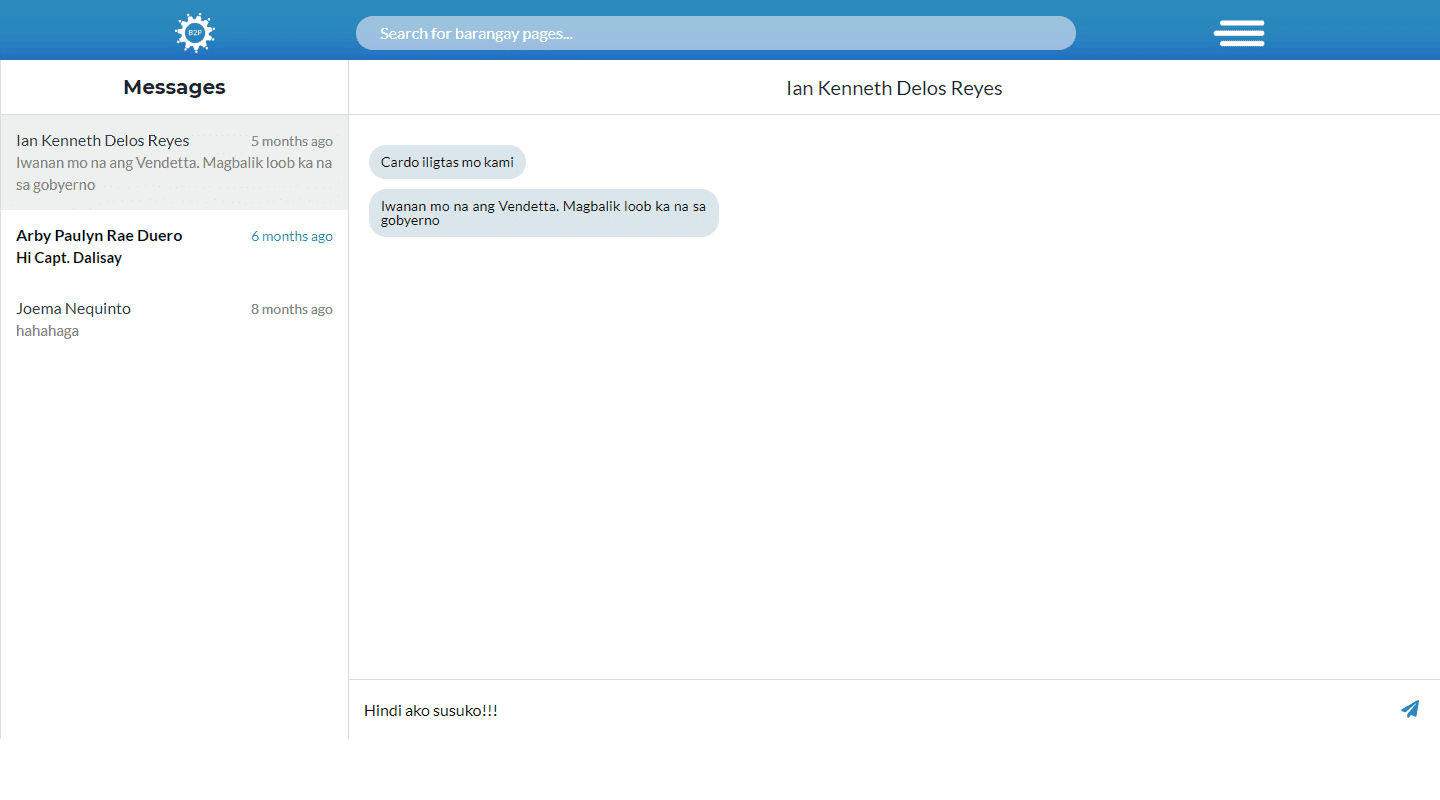 B2P
Search for barangay pages...
Messages
Ian Kenneth Delos Reyes
5 months ago
Iwanan mo na ang Vendetta. Magbalik loob ka na
sa gobyerno
Arby Paulyn Rae Duero
6 months ago
Hi Capt. Dalisay
Joema Nequinto
8 months ago
hahahaga
Ian Kenneth Delos Reyes
Cardo iligtas mo kami
Iwanan mo na ang Vendetta. Magbalik loob ka na sa
gobyerno
Hindi ako susuko!!!